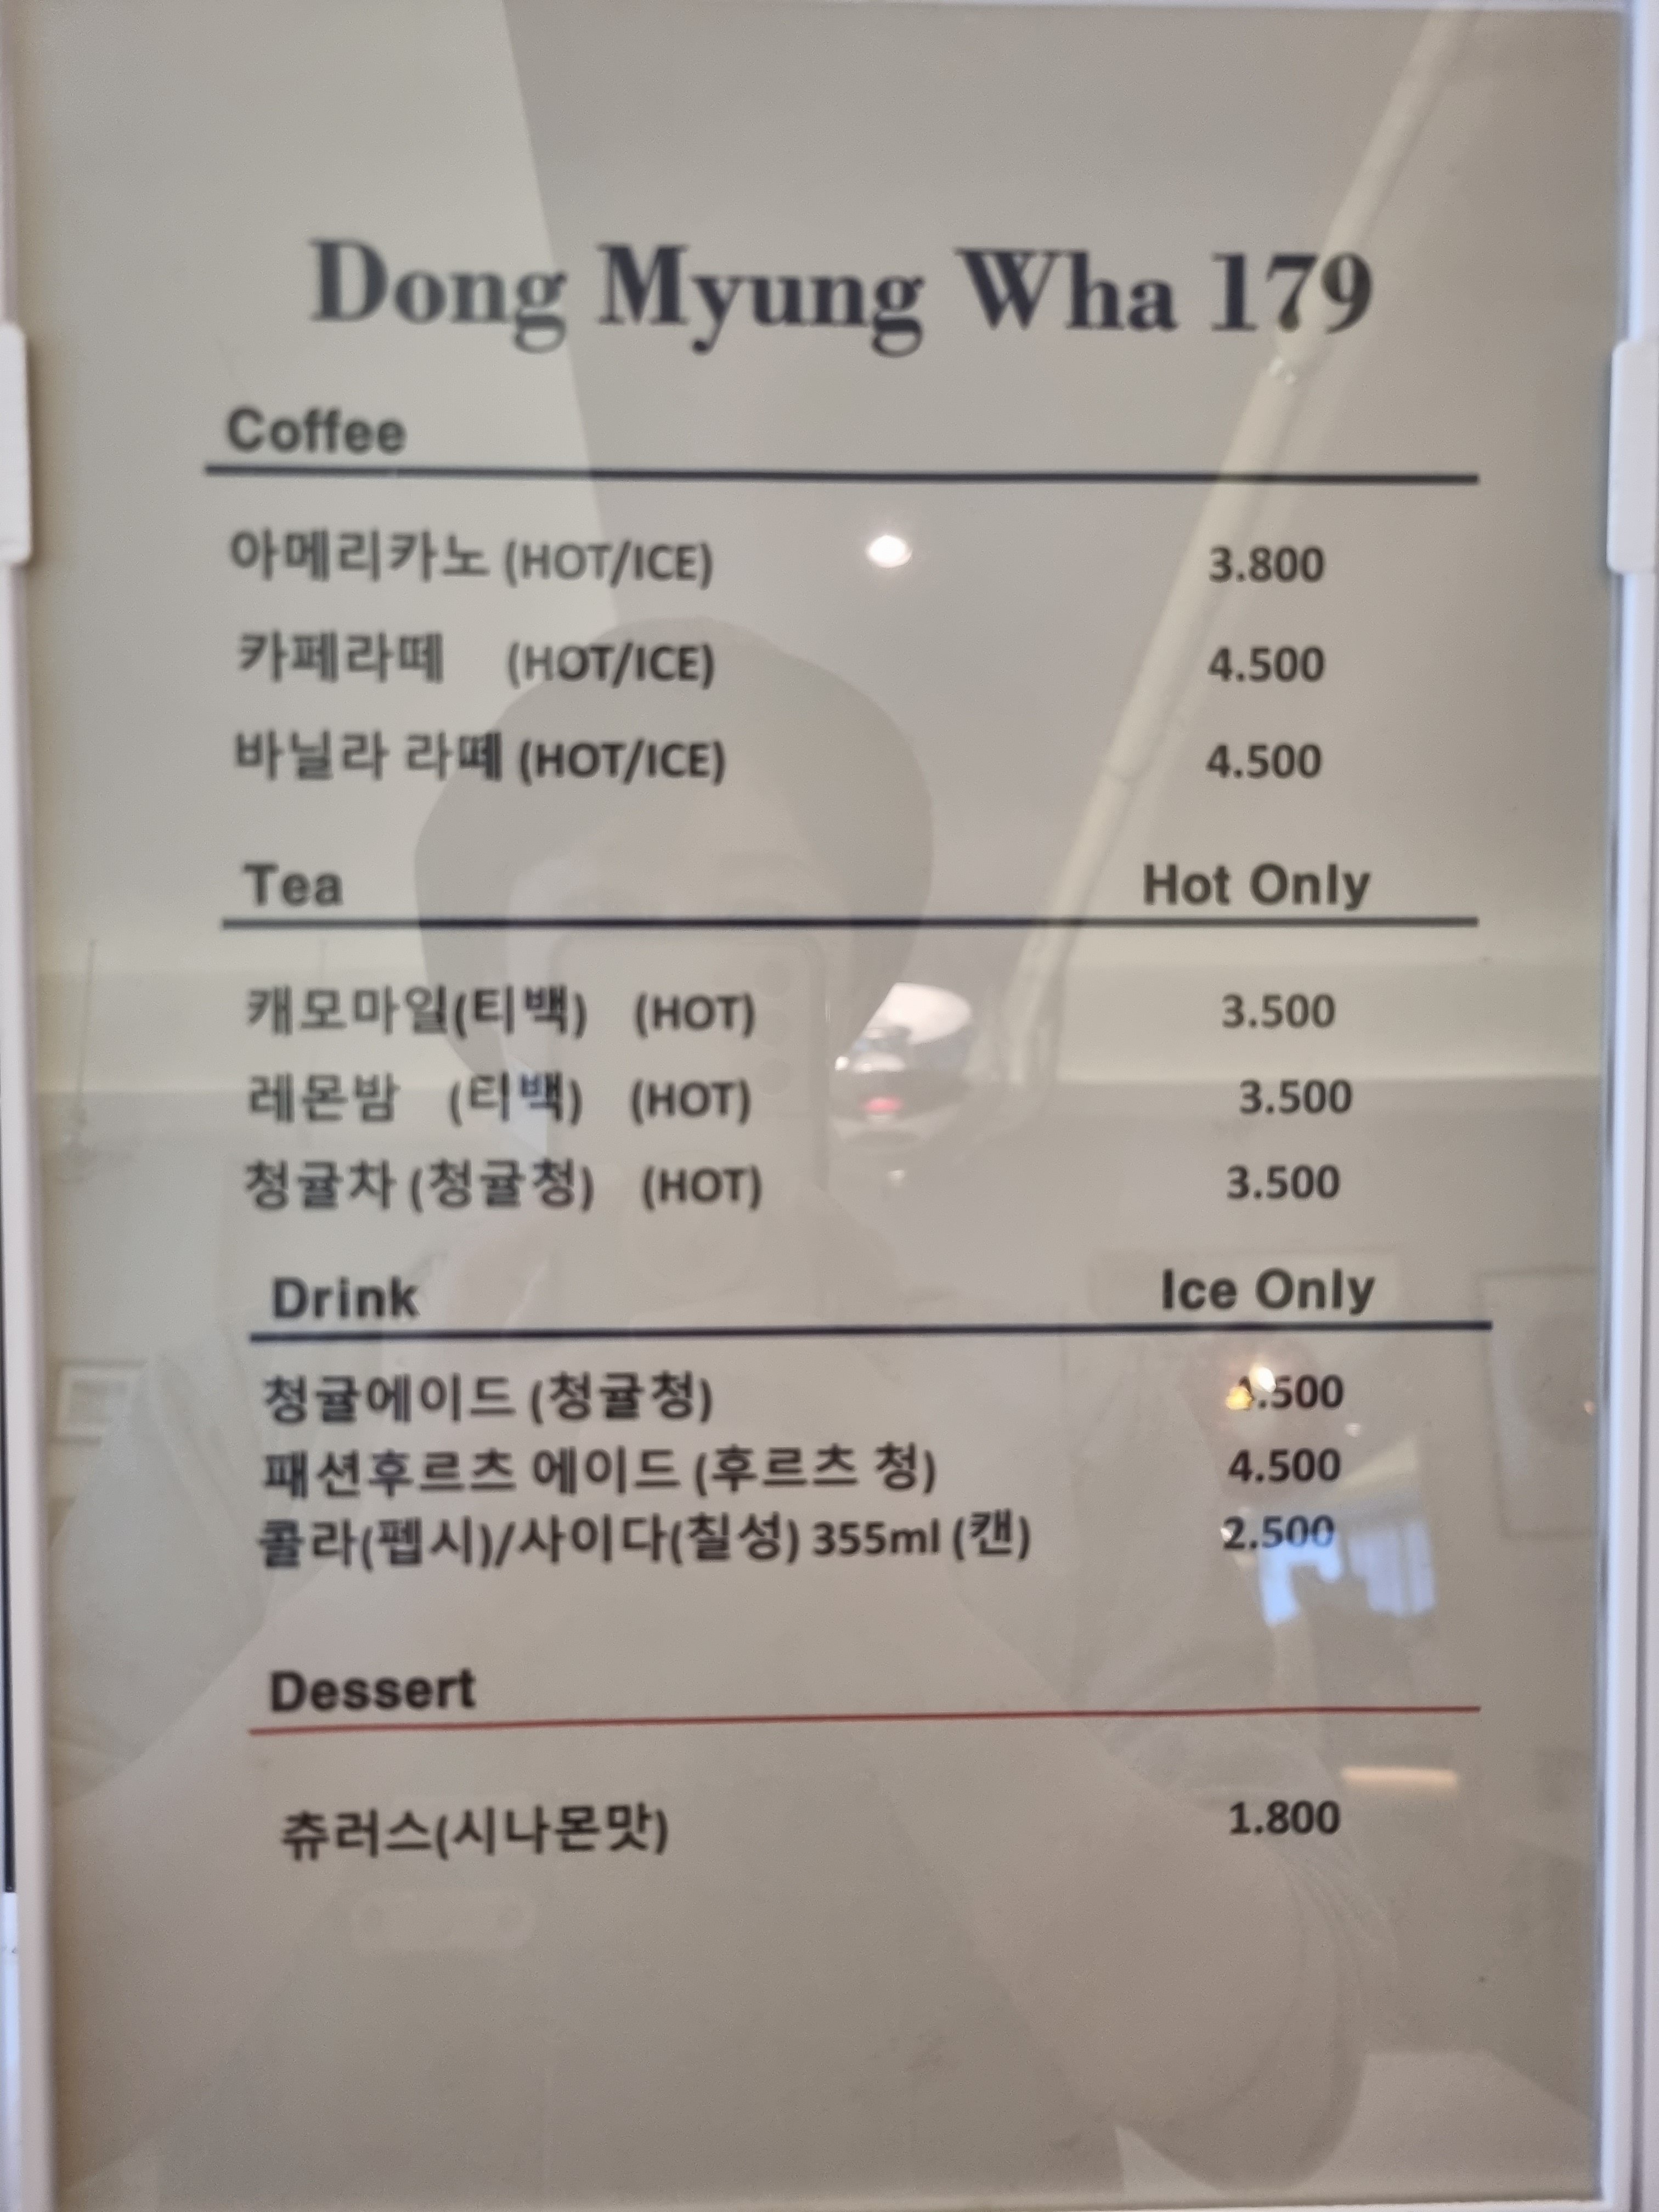 Dong Myung Wha 179
Coffee
아메리카노 (HOT/ICE) 3.800
카페라떼 (HOT/ICE) 4.500
바닐라 라떼 (HOT/ICE) 4.500
Tea Hot Only
캐모마일(티백) (HOT) 3.500
레몬밤 (티백) (HOT) 3.500
청귤차 (청귤청) (HOT) 3.500
Drink Ice Only
청귤에이드 (청귤청) 4.500
패션후르츠 에이드 (후르츠 청) 4.500
콜라(펩시)/사이다(칠성) 355ml (캔) 2.500
Dessert
츄러스(시나몬맛) 1.800